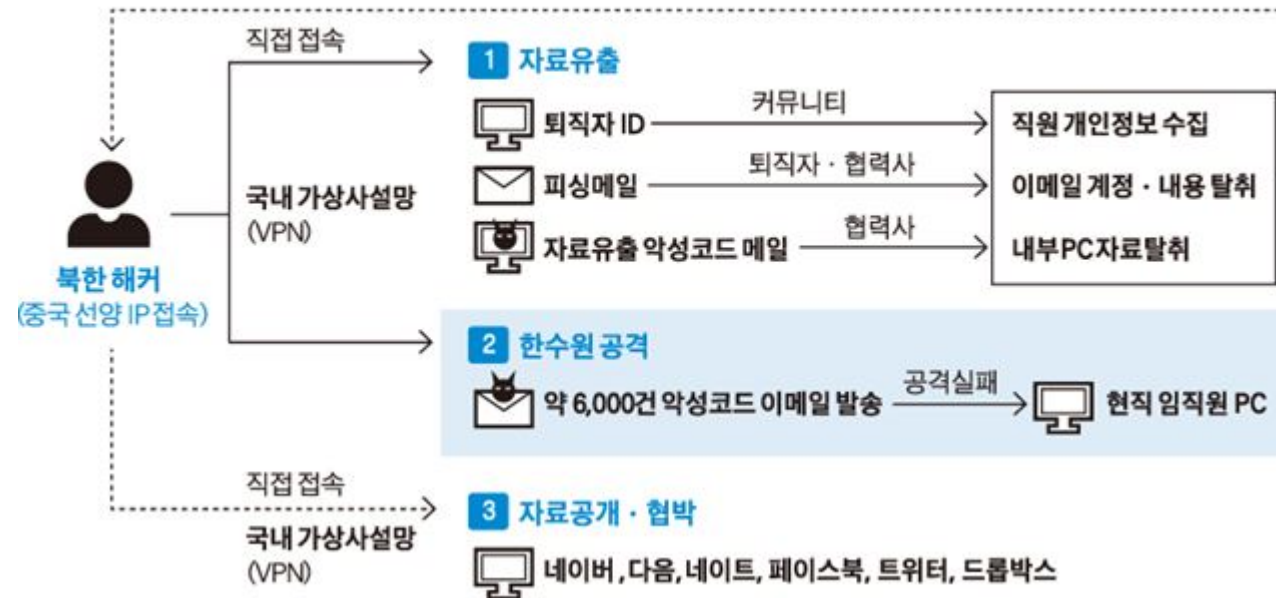 직접 접속
1 자료유출
퇴직자 ID
커뮤니티
직원 개인정보 수집
피싱메일
퇴직자 · 협력사
이메일 계정 · 내용 탈취
자료유출 악성코드 메일
협력사
내부PC자료탈취
국내 가상사설망
(VPN)
북한 해커
(중국 선양 IP접속)
2 한수원 공격
약 6,000건 악성코드 이메일 발송
공격실패
현직 임직원 PC
직접 접속
국내 가상사설망
(VPN)
3 자료공개 · 협박
네이버 ,다음, 네이트, 페이스북, 트위터, 드롭박스